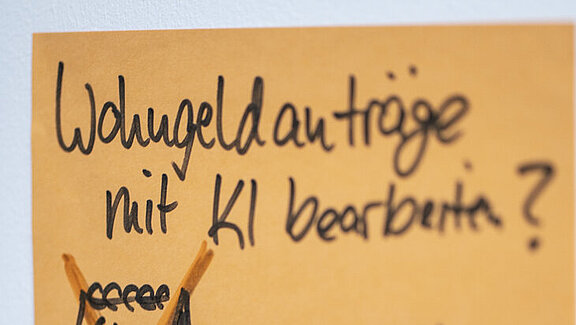 Wohngeldanträge
mit KI bearbeiten?